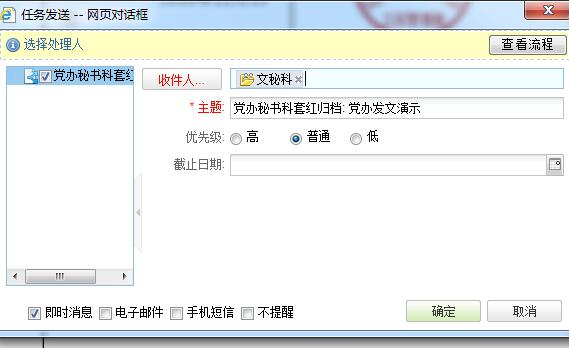 任务发送 -- 网页对话框
选择处理人
查看流程
党办秘书科套红
收件人...
文秘科
* 主题:
党办秘书科套红归档: 党办发文演示
优先级:
高
普通
低
截止日期:
即时消息
电子邮件
手机短信
不提醒
确定
取消